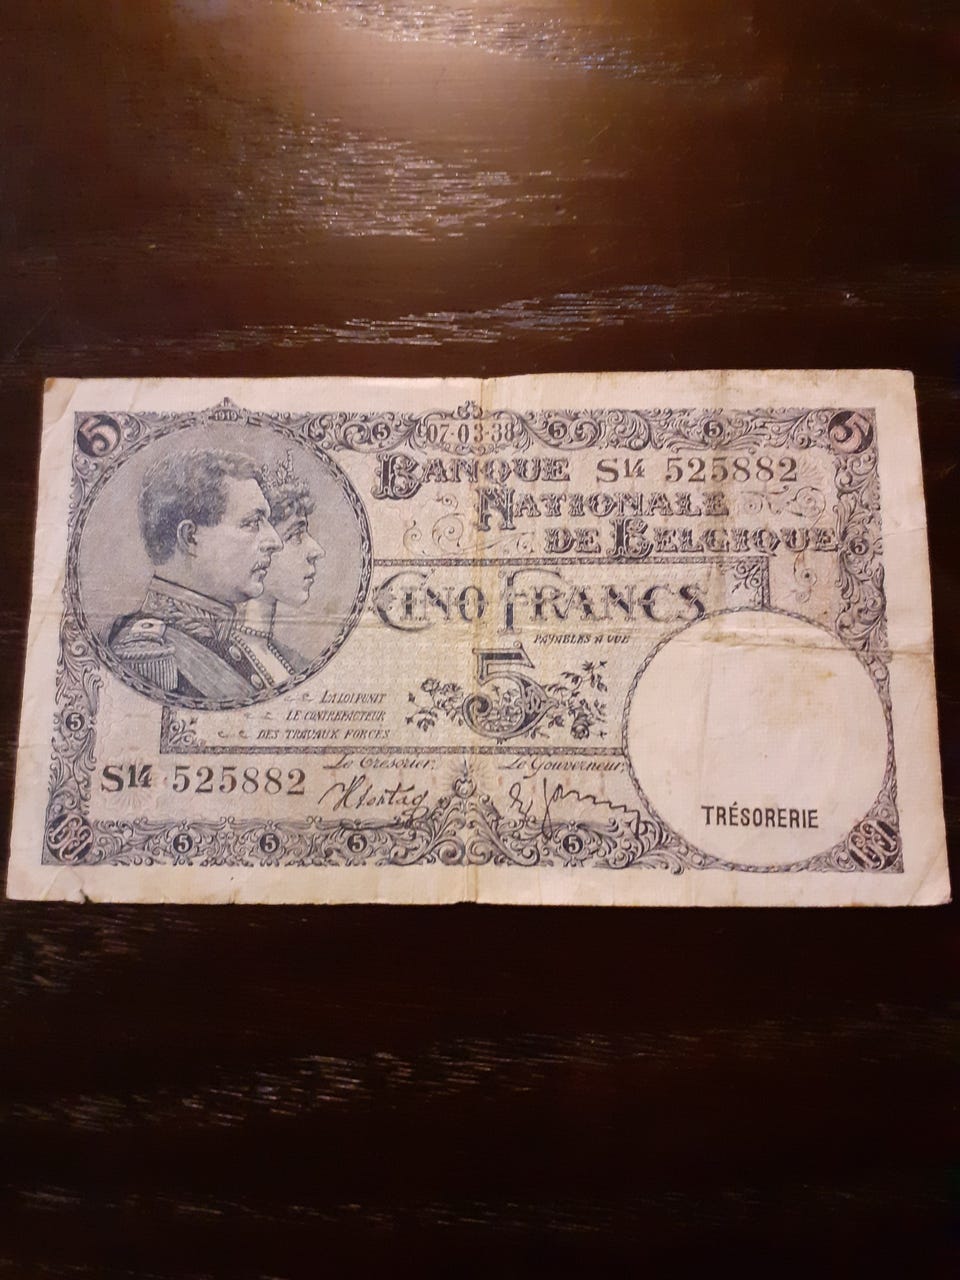 1919
5 5 07-03-38 5 5 5
BANQUE S14 525882
NATIONALE
DE BELGIQUE 5
CINQ FRANCS
PAYABLES A VUE
5
LA LOI PUNIT
LE CONTREFACTEUR
DES TRAVAUX FORCÉS
5
Le Trésorier, Le Gouverneur,
S14 525882
TRÉSORERIE
5 5 5 5